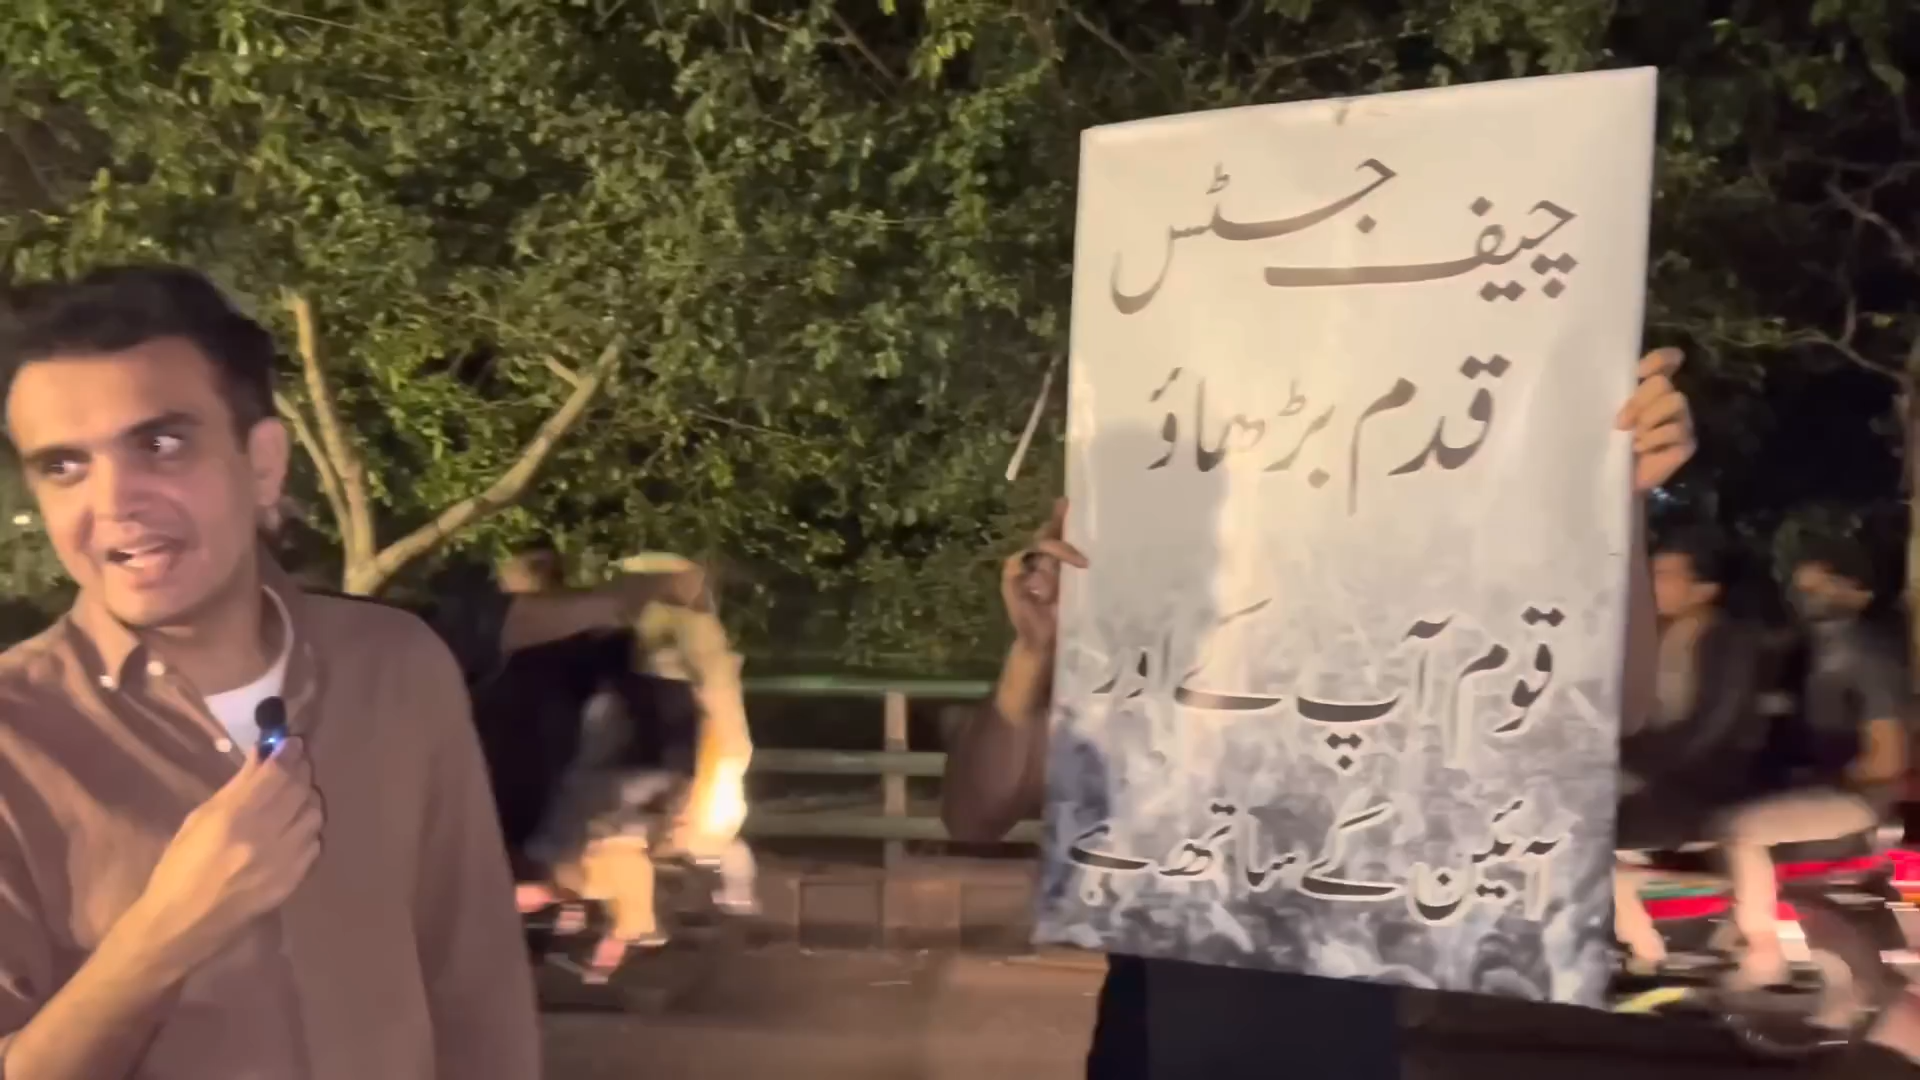 چیف جسٹس
قدم بڑھاؤ
قوم آپ کے اور
آئین کے ساتھ ہے